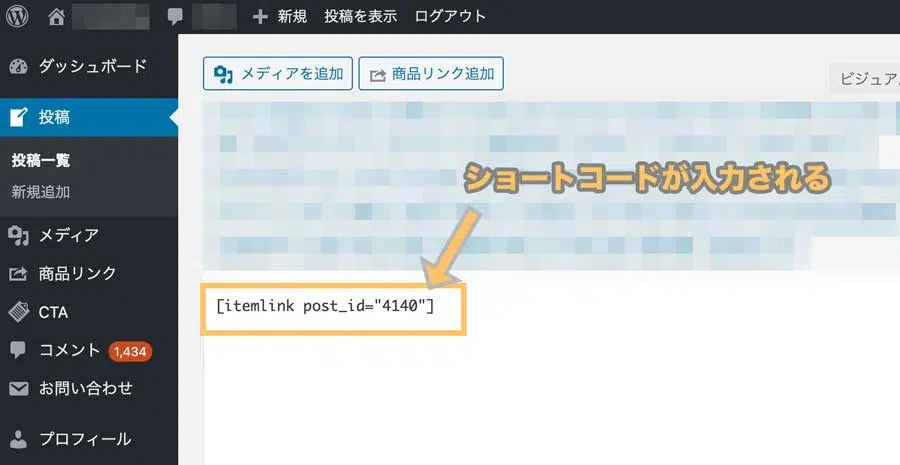 新規 投稿を表示 ログアウト
ダッシュボード
投稿
投稿一覧
新規追加
メディア
商品リンク
CTA
コメント 1,434
お問い合わせ
プロフィール
メディアを追加 商品リンク追加
ビジュア
ショートコードが入力される
[itemlink post_id="4140"]